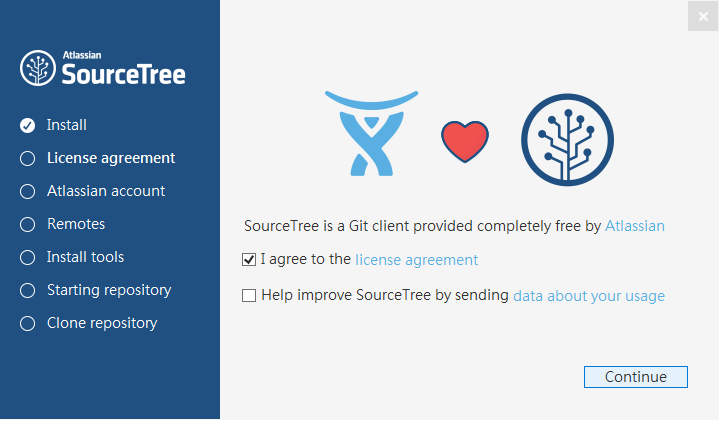 Atlassian
SourceTree
Install
License agreement
Atlassian account
Remotes
Install tools
Starting repository
Clone repository
SourceTree is a Git client provided completely free by Atlassian
I agree to the license agreement
Help improve SourceTree by sending data about your usage
Continue